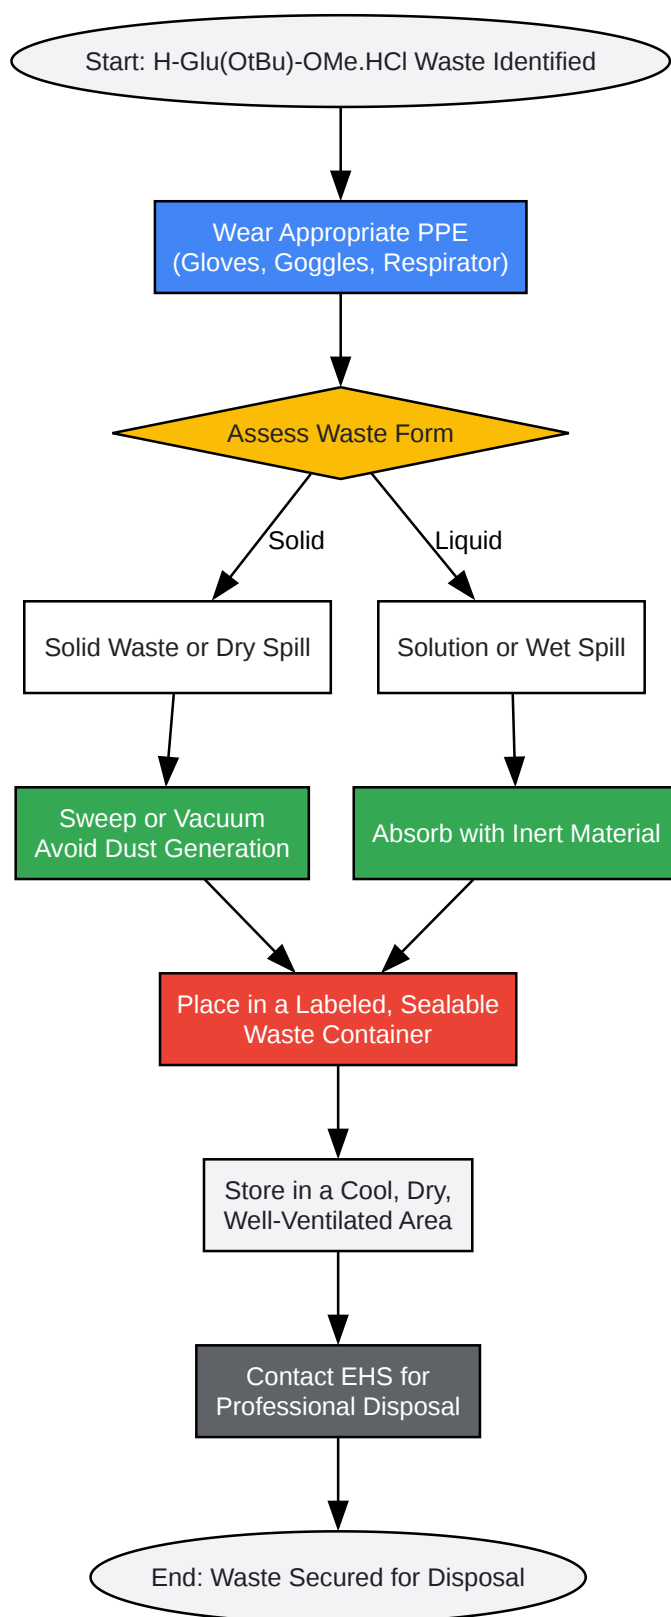 Start: H-Glu(OtBu)-OMe.HCl Waste Identified
Wear Appropriate PPE
(Gloves, Goggles, Respirator)
Assess Waste Form
Solid
Liquid
Solid Waste or Dry Spill
Solution or Wet Spill
Sweep or Vacuum
Avoid Dust Generation
Absorb with Inert Material
Place in a Labeled, Sealable
Waste Container
Store in a Cool, Dry,
Well-Ventilated Area
Contact EHS for
Professional Disposal
End: Waste Secured for Disposal